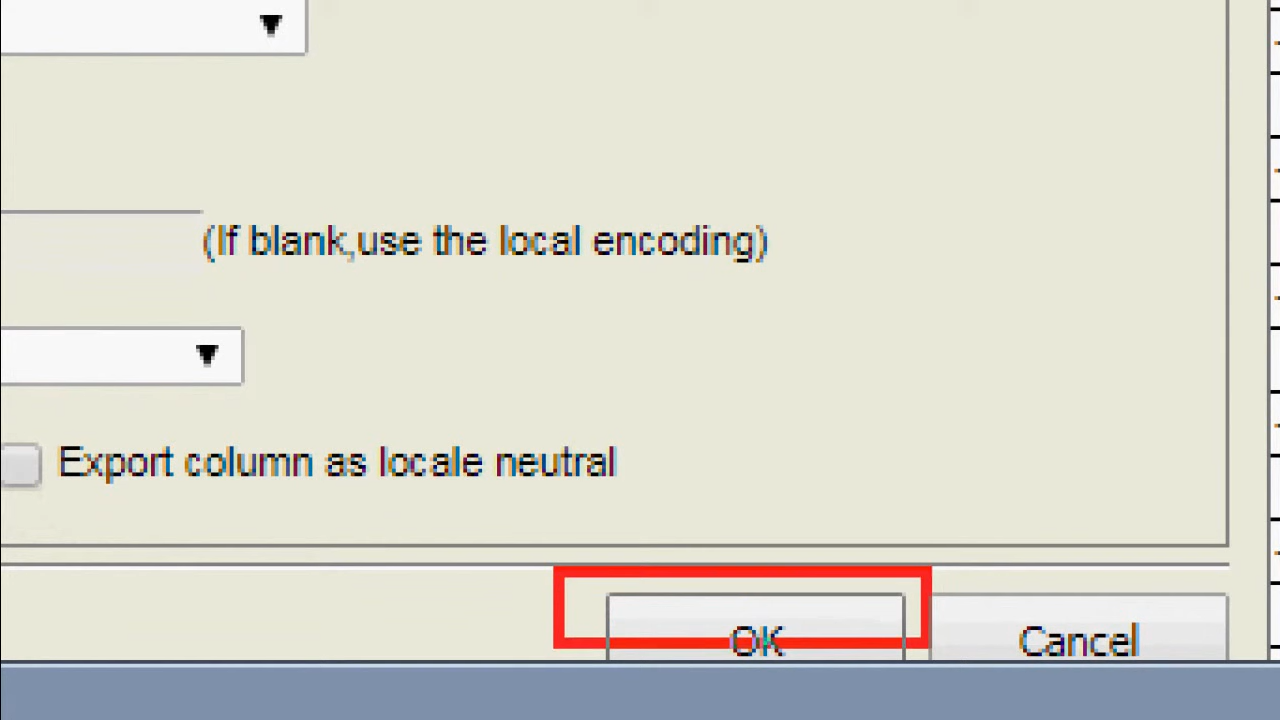 (If blank,use the local encoding)
Export column as locale neutral
OK
Cancel